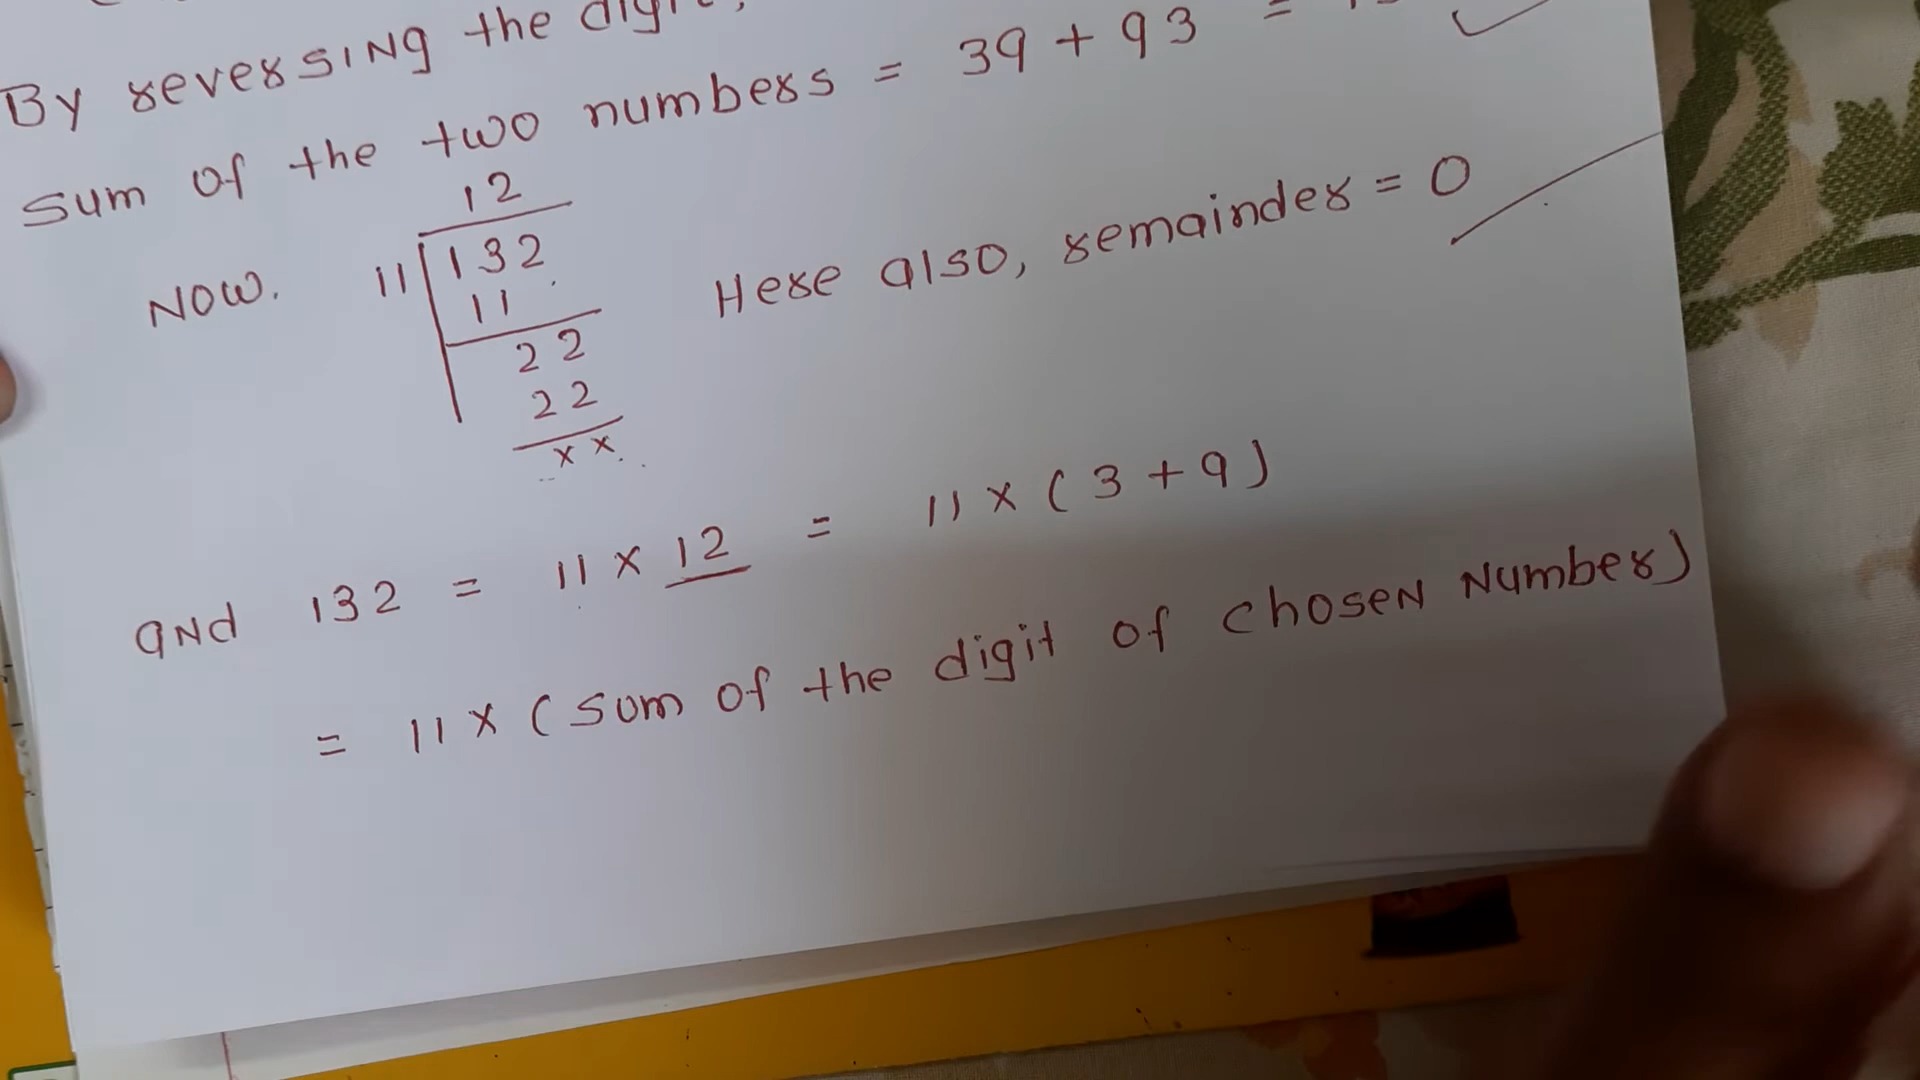 By reversing the digit,
Sum of the two numbers = 39 + 93 =
12
Now. 11 132 Here also, remainder = 0
11
22
22
x x
and 132 = 11 x 12 = 11 x ( 3 + 9 )
= 11 x ( sum of the digit of chosen Number)